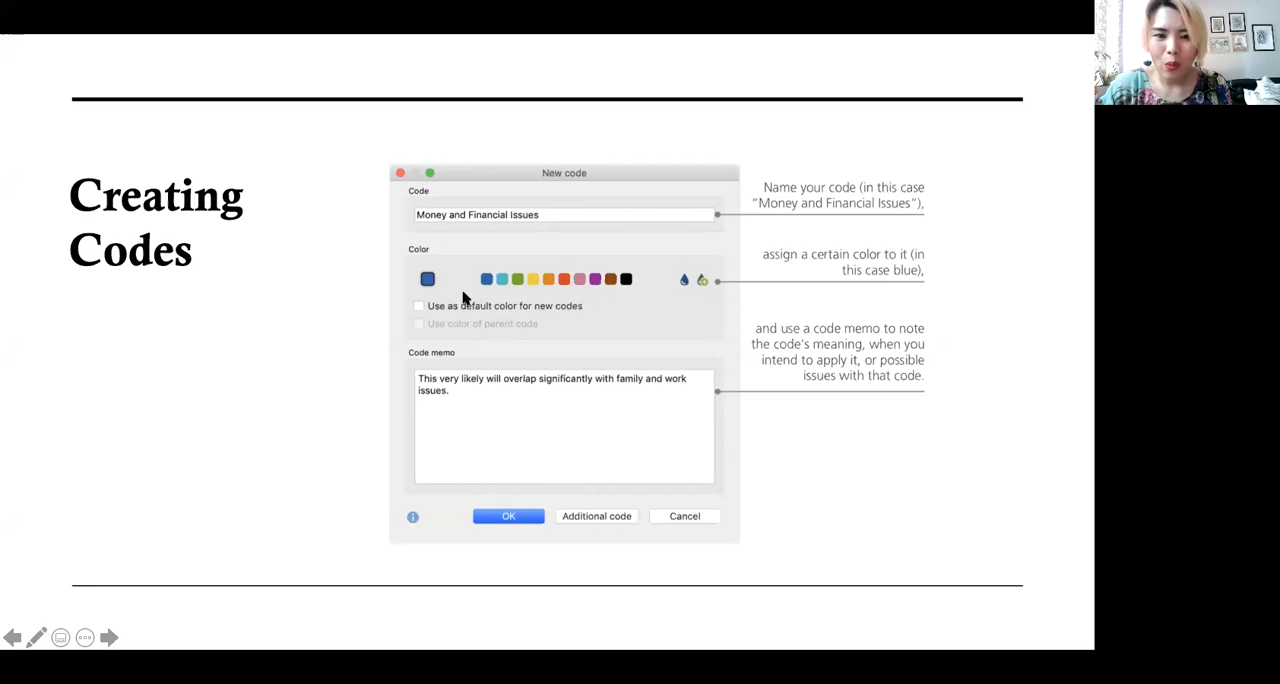 Creating
Codes
New code
Code
Money and Financial Issues
Color
Use as default color for new codes
Use color of parent code
Code memo
This very likely will overlap significantly with family and work
issues.
OK
Additional code
Cancel
Name your code (in this case
“Money and Financial Issues”),
assign a certain color to it (in
this case blue),
and use a code memo to note
the code's meaning, when you
intend to apply it, or possible
issues with that code.